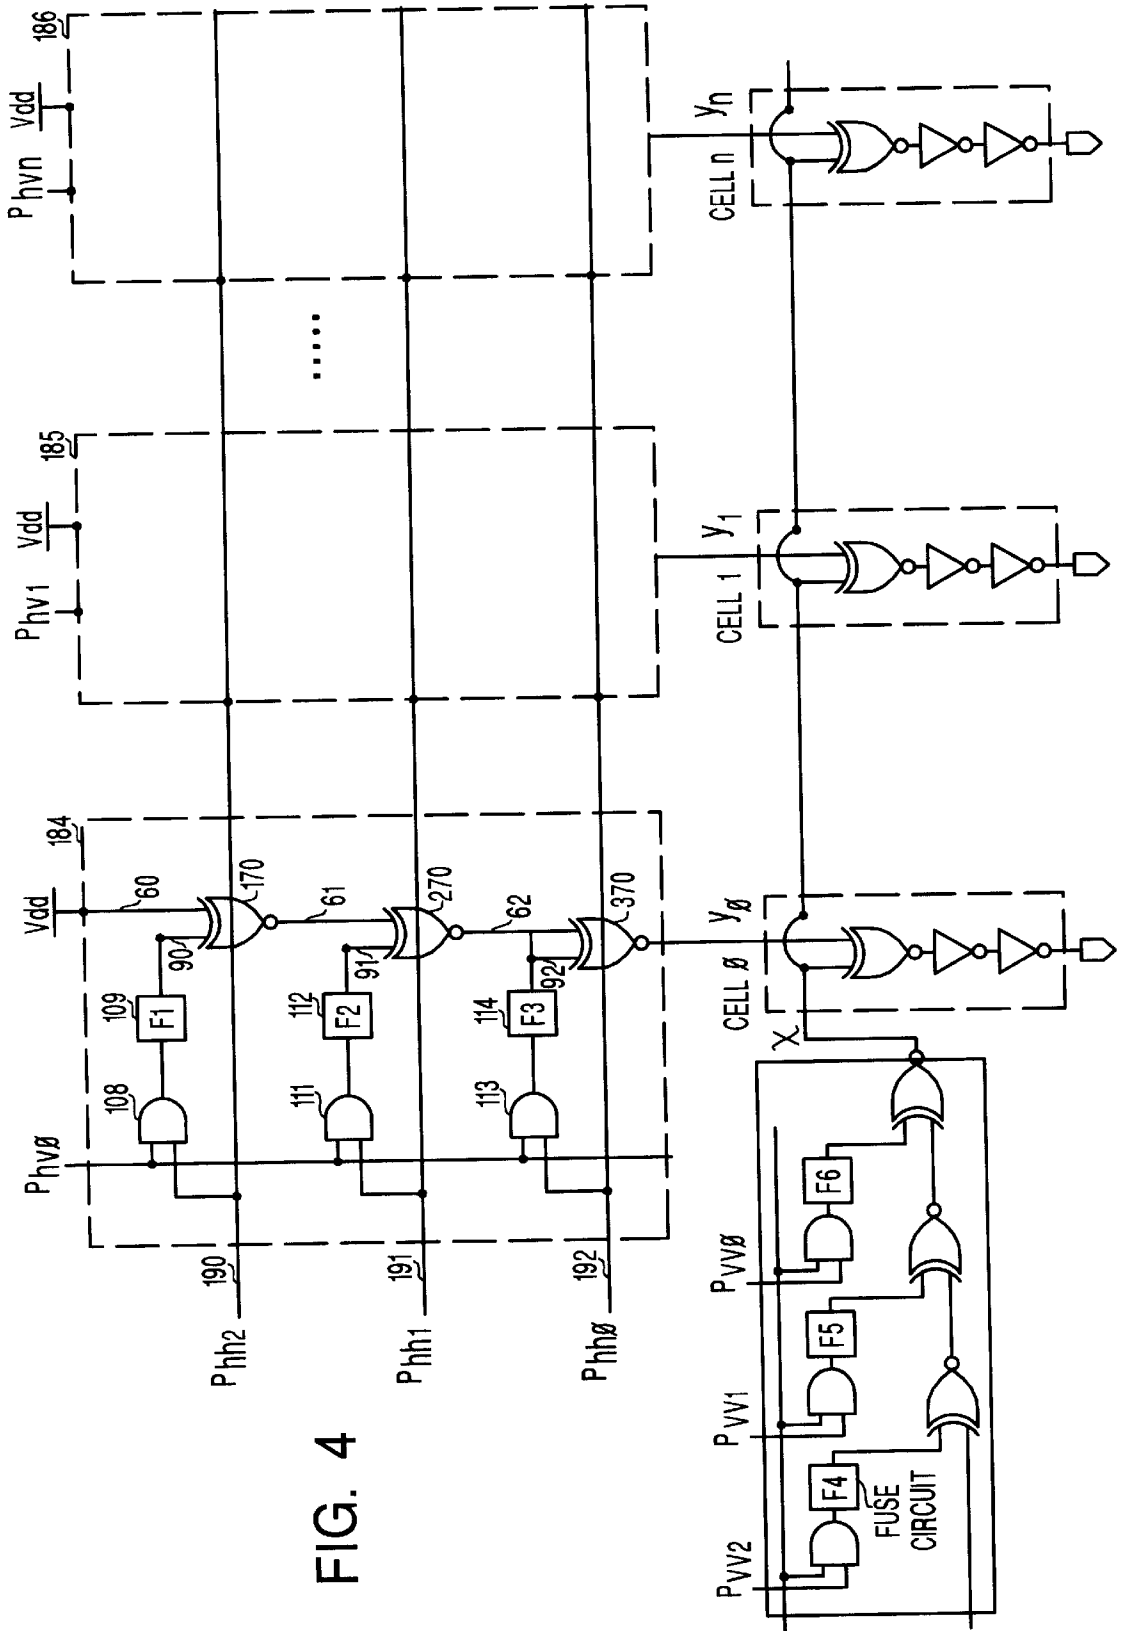 FIG. 4
Phh2
Phh1
Phhø
190
191
192
Phvø
108
109
F1
90
60
Vdd
184
170
111
112
F2
91
61
270
113
114
F3
92
62
370
Phv1
Vdd
185
.....
Phvn
Vdd
186
PVV2
PVV1
PVVø
F4
F5
F6
FUSE
CIRCUIT
X
CELL ø
yø
CELL 1
y1
CELL n
yn